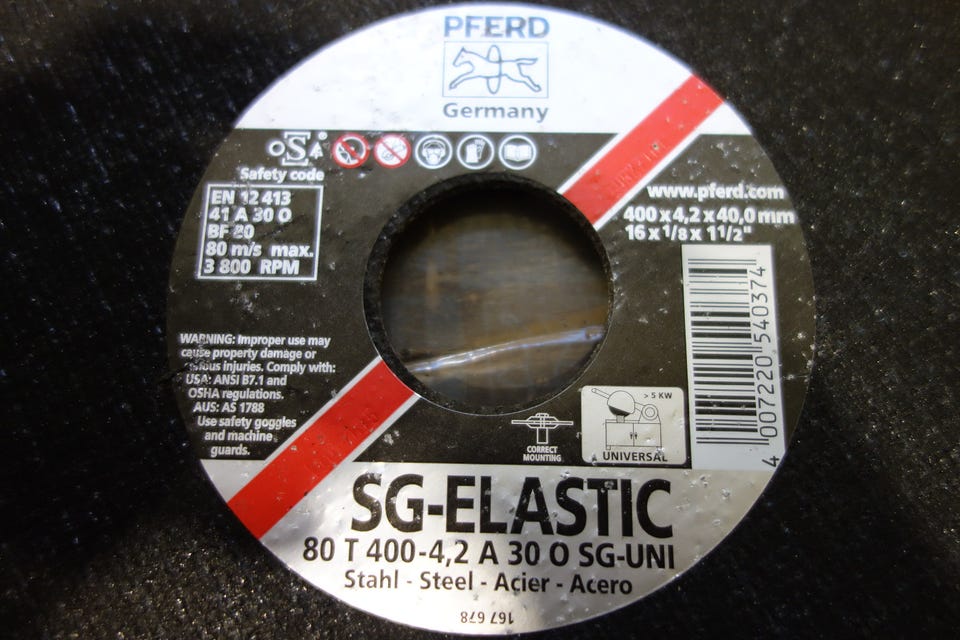 PFERD
Germany
oSa®
Safety code
EN 12 413
41 A 30 O
BF 80
80 m/s max.
3 800 RPM
www.pferd.com
400 x 4,2 x 40,0 mm
16 x 1/8 x 1 1/2"
4 007220 540374
WARNING: Improper use may
cause property damage or
serious injuries. Comply with:
USA: ANSI B7.1 and
OSHA regulations.
AUS: AS 1788
Use safety goggles
and machine
guards.
CORRECT
MOUNTING
> 5 KW
UNIVERSAL
SG-ELASTIC
80 T 400-4,2 A 30 O SG-UNI
Stahl - Steel - Acier - Acero
167 678